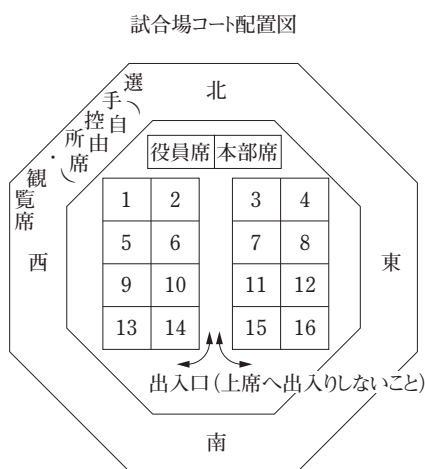 試合場コート配置図
北
選手控所・観覧席
(自由席)
役員席 本部席
1 2 3 4
5 6 7 8
西
東
9 10 11 12
13 14 15 16
出入口(上席へ出入りしないこと)
南